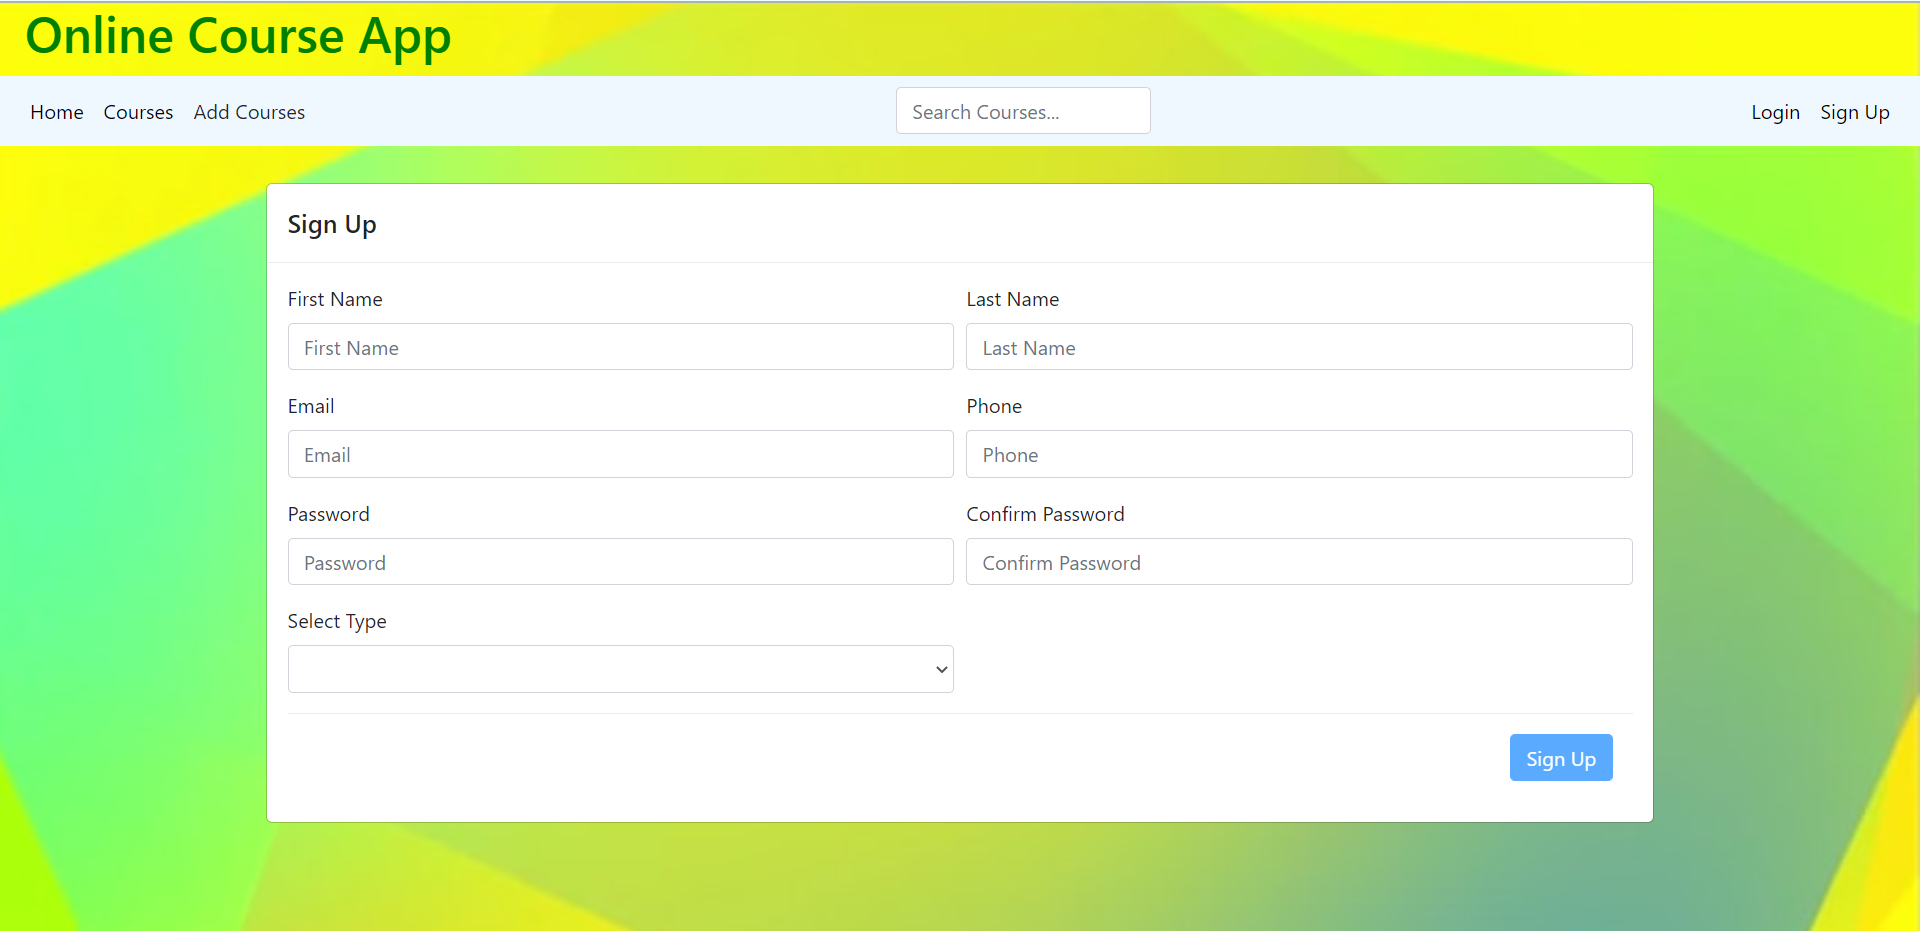 Online Course App
Home Courses Add Courses Search Courses... Login Sign Up
Sign Up
First Name Last Name
First Name Last Name
Email Phone
Email Phone
Password Confirm Password
Password Confirm Password
Select Type
Sign Up